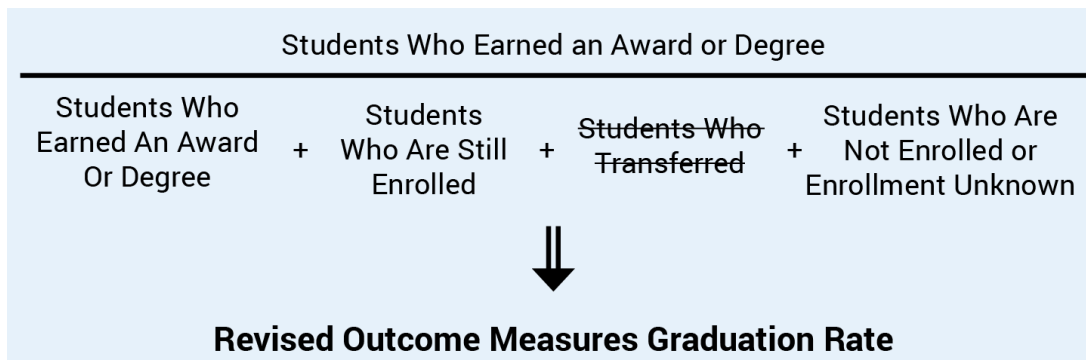 Students Who Earned an Award or Degree
Students Who
Earned An Award
Or Degree
+
Students
Who Are Still
Enrolled
+
Students Who
Transferred
+
Students Who Are
Not Enrolled or
Enrollment Unknown
Revised Outcome Measures Graduation Rate